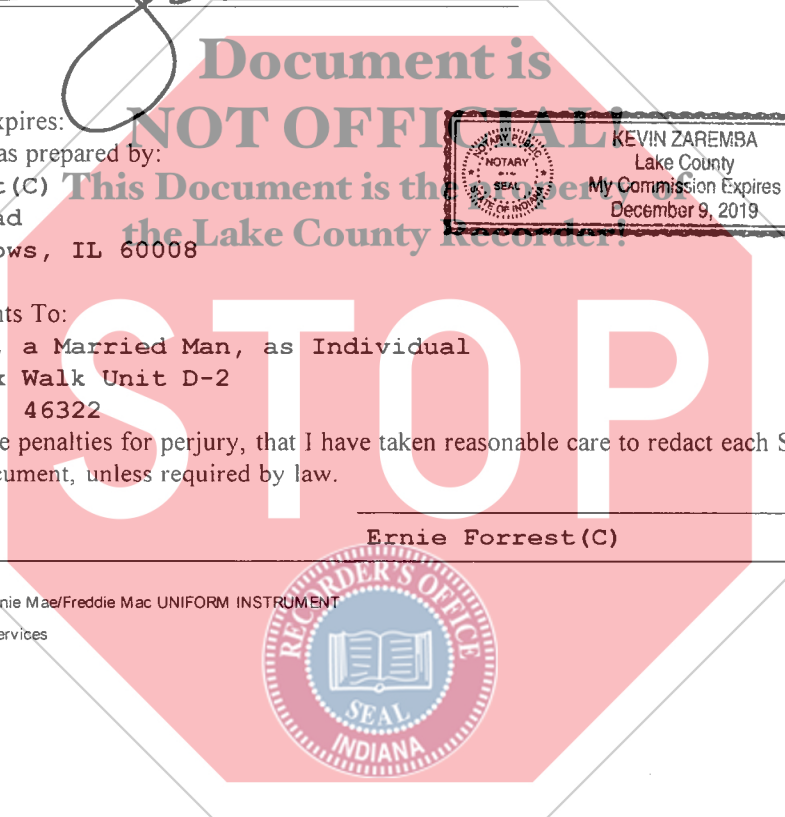 Document is
NOT OFFICIAL!
This Document is the property of
the Lake County Recorder!
xpires:
as prepared by:
t(C)
ad
ows, IL 60008
NOTARY PUBLIC
NOTARY
SEAL
STATE OF INDIANA
KEVIN ZAREMBA
Lake County
My Commission Expires
December 9, 2019
nts To:
, a Married Man, as Individual
k Walk Unit D-2
46322
e penalties for perjury, that I have taken reasonable care to redact each S
cument, unless required by law.
STOP
Ernie Forrest(C)
nie Mae/Freddie Mac UNIFORM INSTRUMENT
ervices
RECORDER'S OFFICE
SEAL
INDIANA